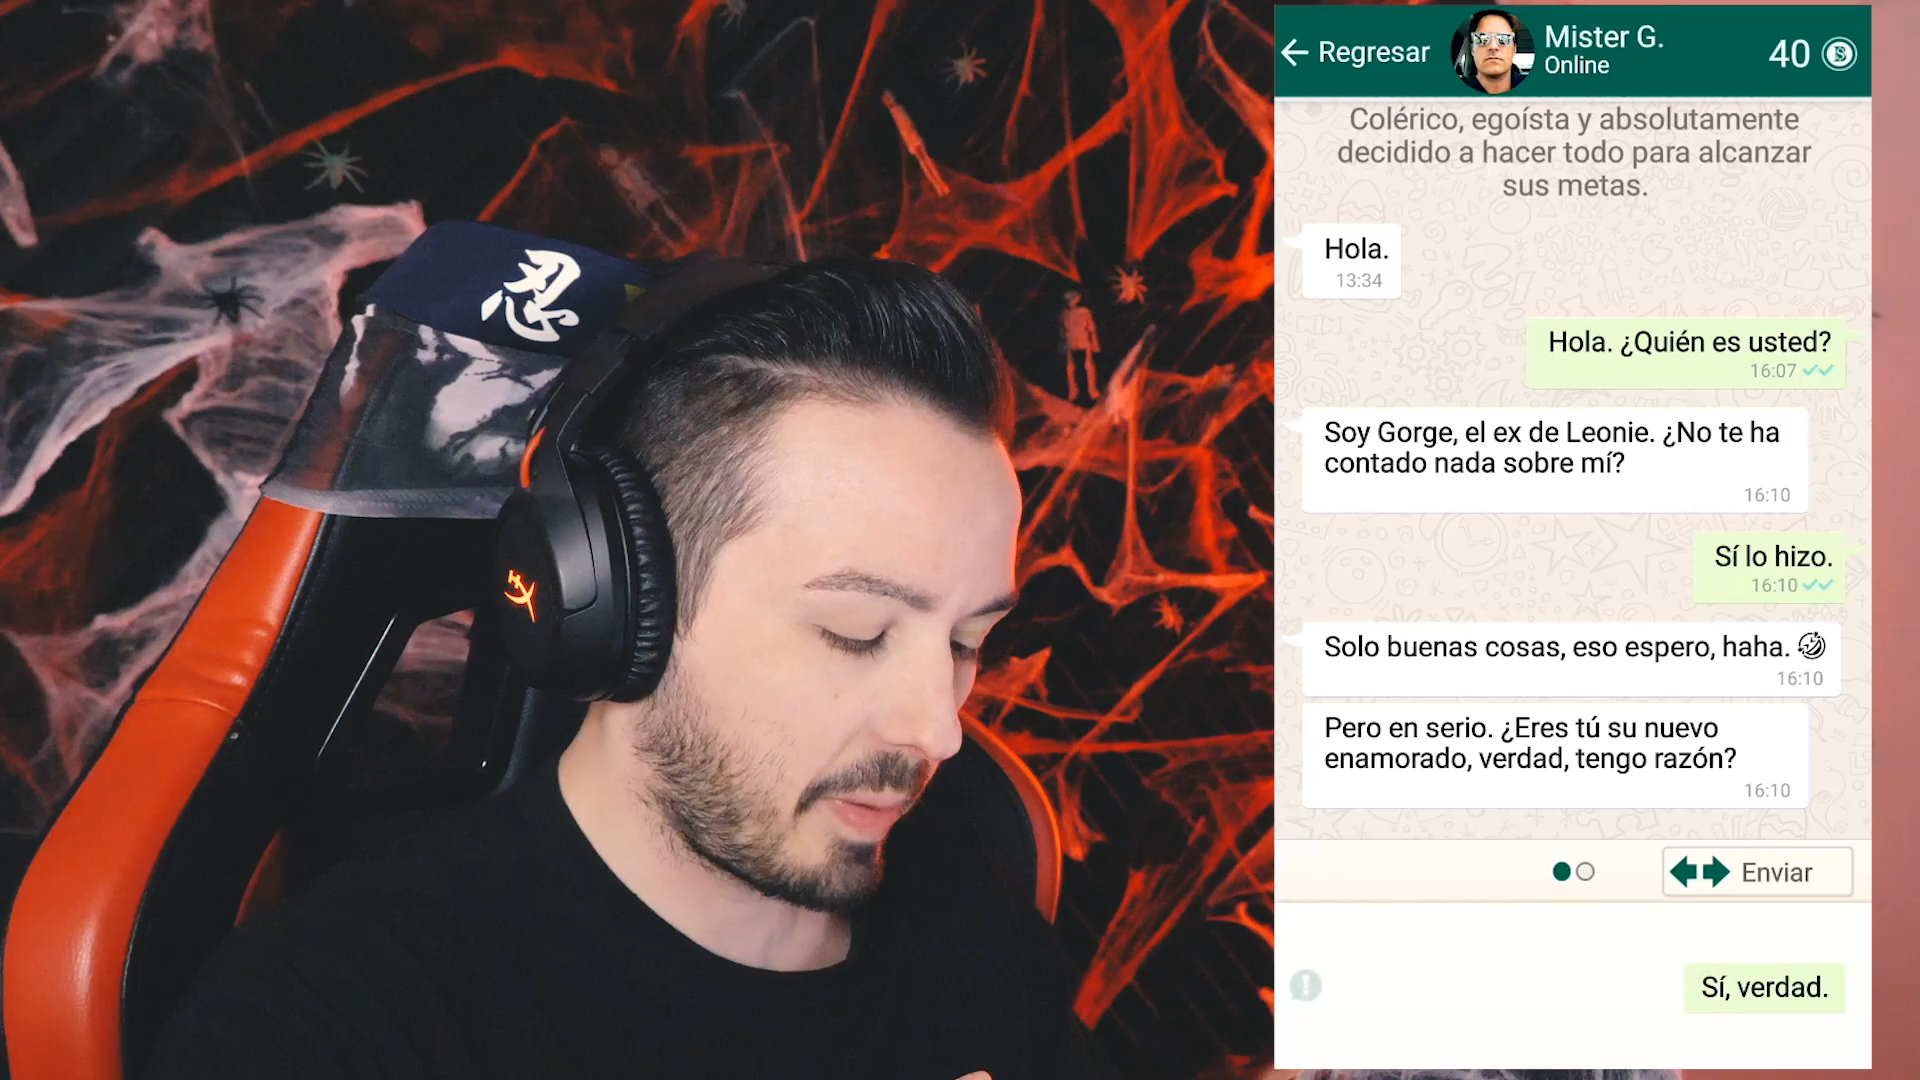 忍
Regresar
Mister G.
Online
40
Colérico, egoísta y absolutamente
decidido a hacer todo para alcanzar
sus metas.
Hola.
13:34
Hola. ¿Quién es usted?
16:07
Soy Gorge, el ex de Leonie. ¿No te ha
contado nada sobre mí?
16:10
Sí lo hizo.
16:10
Solo buenas cosas, eso espero, haha. 🤣
16:10
Pero en serio. ¿Eres tú su nuevo
enamorado, verdad, tengo razón?
16:10
Enviar
Sí, verdad.